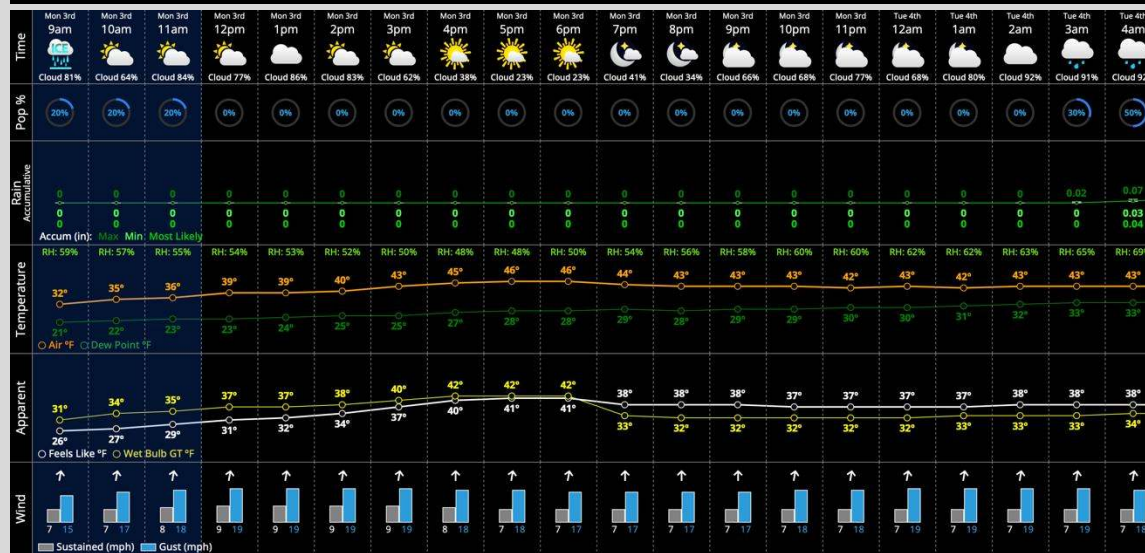 Mon 3rd Mon 3rd Mon 3rd Mon 3rd Mon 3rd Mon 3rd Mon 3rd Mon 3rd Mon 3rd Mon 3rd Mon 3rd Mon 3rd Mon 3rd Mon 3rd Mon 3rd Tue 4th Tue 4th Tue 4th Tue 4th Tue 4th
Time 9am 10am 11am 12pm 1pm 2pm 3pm 4pm 5pm 6pm 7pm 8pm 9pm 10pm 11pm 12am 1am 2am 3am 4am
ICE
Cloud 81% Cloud 64% Cloud 84% Cloud 77% Cloud 86% Cloud 83% Cloud 62% Cloud 38% Cloud 23% Cloud 23% Cloud 41% Cloud 34% Cloud 66% Cloud 68% Cloud 77% Cloud 68% Cloud 80% Cloud 92% Cloud 91% Cloud 92
Pop % 20% 20% 20% 0% 0% 0% 0% 0% 0% 0% 0% 0% 0% 0% 0% 0% 0% 0% 30% 50%
Rain
Accumulative
0 0 0 0 0 0 0 0 0 0 0 0 0 0 0 0 0 0 0.02 0.07
0 0 0 0 0 0 0 0 0 0 0 0 0 0 0 0 0 0 0 0.03
0 0 0 0 0 0 0 0 0 0 0 0 0 0 0 0 0 0 0 0.04
Accum (in): Max Min Most Likely
RH: 59% RH: 57% RH: 55% RH: 54% RH: 53% RH: 52% RH: 50% RH: 48% RH: 48% RH: 50% RH: 54% RH: 56% RH: 58% RH: 60% RH: 60% RH: 62% RH: 62% RH: 63% RH: 65% RH: 69
Temperature
32° 35° 36° 39° 39° 40° 43° 45° 46° 46° 44° 43° 43° 43° 42° 43° 42° 43° 43° 43°
21° 22° 23° 23° 24° 25° 25° 27° 28° 28° 29° 28° 29° 29° 30° 30° 31° 32° 33° 33°
Air °F Dew Point °F
Apparent
31° 34° 35° 37° 37° 38° 40° 42° 42° 42° 38° 38° 38° 37° 37° 37° 37° 38° 38° 38°
26° 27° 29° 31° 32° 34° 37° 40° 41° 41° 33° 32° 32° 32° 32° 32° 33° 33° 33° 34°
Feels Like °F Wet Bulb GT °F
Wind
7 15 7 17 8 18 9 19 9 19 9 19 9 19 8 18 7 18 7 17 7 17 7 17 7 17 7 18 7 18 7 19 7 19 7 19 7 19 7 18
Sustained (mph) Gust (mph)